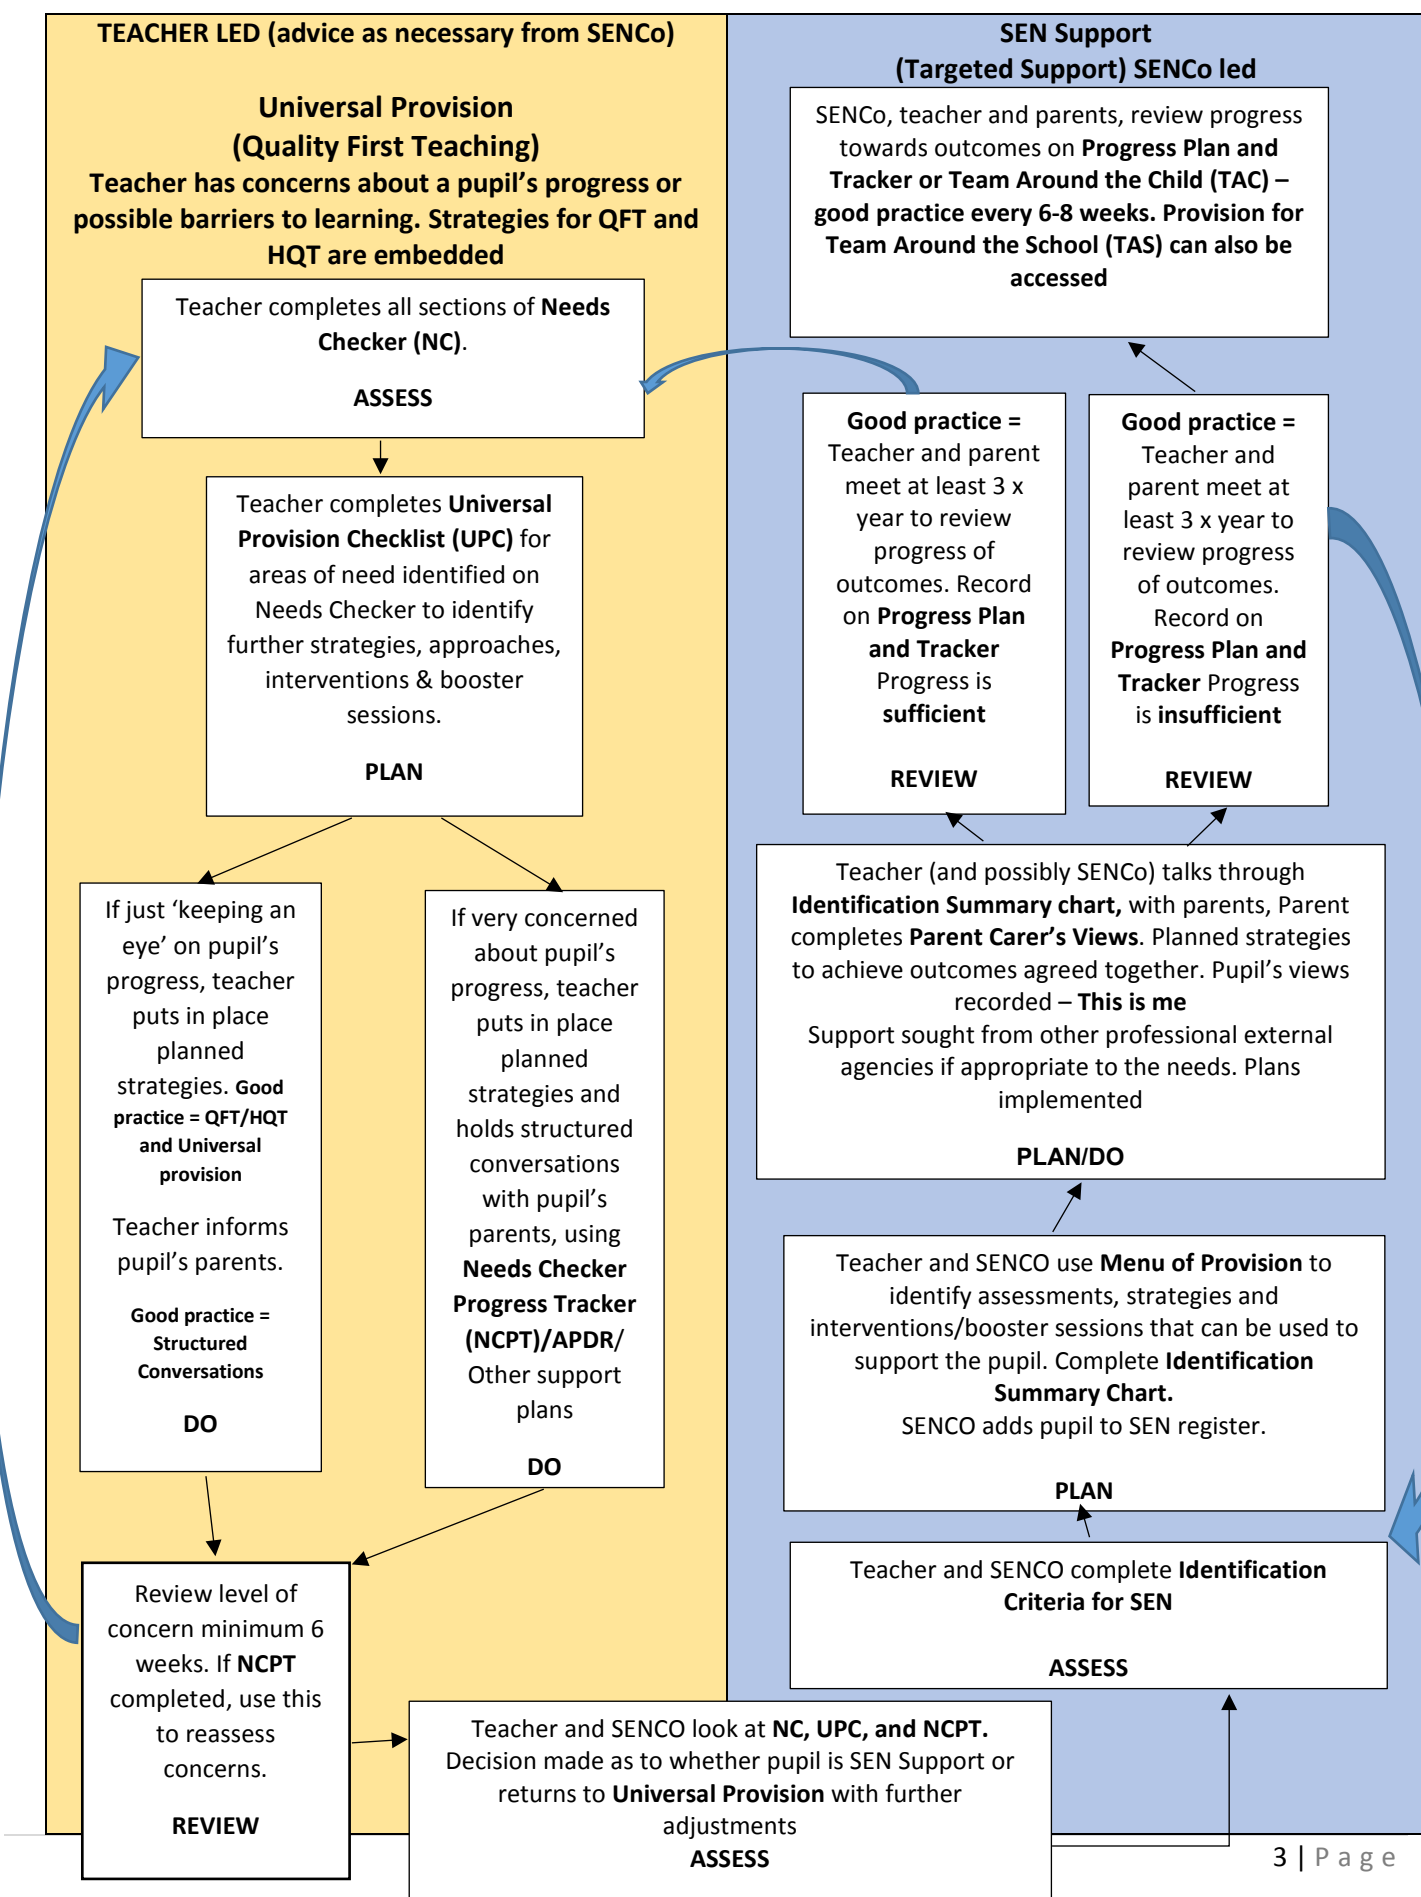 TEACHER LED (advice as necessary from SENCo)
Universal Provision
(Quality First Teaching)
Teacher has concerns about a pupil’s progress or
possible barriers to learning. Strategies for QFT and
HQT are embedded
Teacher completes all sections of Needs
Checker (NC).
ASSESS
Teacher completes Universal
Provision Checklist (UPC) for
areas of need identified on
Needs Checker to identify
further strategies, approaches,
interventions & booster
sessions.
PLAN
If just ‘keeping an
eye’ on pupil’s
progress, teacher
puts in place
planned
strategies. Good
practice = QFT/HQT
and Universal
provision
Teacher informs
pupil’s parents.
Good practice =
Structured
Conversations
DO
If very concerned
about pupil’s
progress, teacher
puts in place
planned
strategies and
holds structured
conversations
with pupil’s
parents, using
Needs Checker
Progress Tracker
(NCPT)/APDR/
Other support
plans
DO
Review level of
concern minimum 6
weeks. If NCPT
completed, use this
to reassess
concerns.
REVIEW
Teacher and SENCO look at NC, UPC, and NCPT.
Decision made as to whether pupil is SEN Support or
returns to Universal Provision with further
adjustments
ASSESS
SEN Support
(Targeted Support) SENCo led
SENCo, teacher and parents, review progress
towards outcomes on Progress Plan and
Tracker or Team Around the Child (TAC) –
good practice every 6-8 weeks. Provision for
Team Around the School (TAS) can also be
accessed
Good practice =
Teacher and parent
meet at least 3 x
year to review
progress of
outcomes. Record
on Progress Plan
and Tracker
Progress is
sufficient
REVIEW
Good practice =
Teacher and
parent meet at
least 3 x year to
review progress
of outcomes.
Record on
Progress Plan and
Tracker Progress
is insufficient
REVIEW
Teacher (and possibly SENCo) talks through
Identification Summary chart, with parents, Parent
completes Parent Carer’s Views. Planned strategies
to achieve outcomes agreed together. Pupil’s views
recorded – This is me
Support sought from other professional external
agencies if appropriate to the needs. Plans
implemented
PLAN/DO
Teacher and SENCO use Menu of Provision to
identify assessments, strategies and
interventions/booster sessions that can be used to
support the pupil. Complete Identification
Summary Chart.
SENCO adds pupil to SEN register.
PLAN
Teacher and SENCO complete Identification
Criteria for SEN
ASSESS
3 | Page